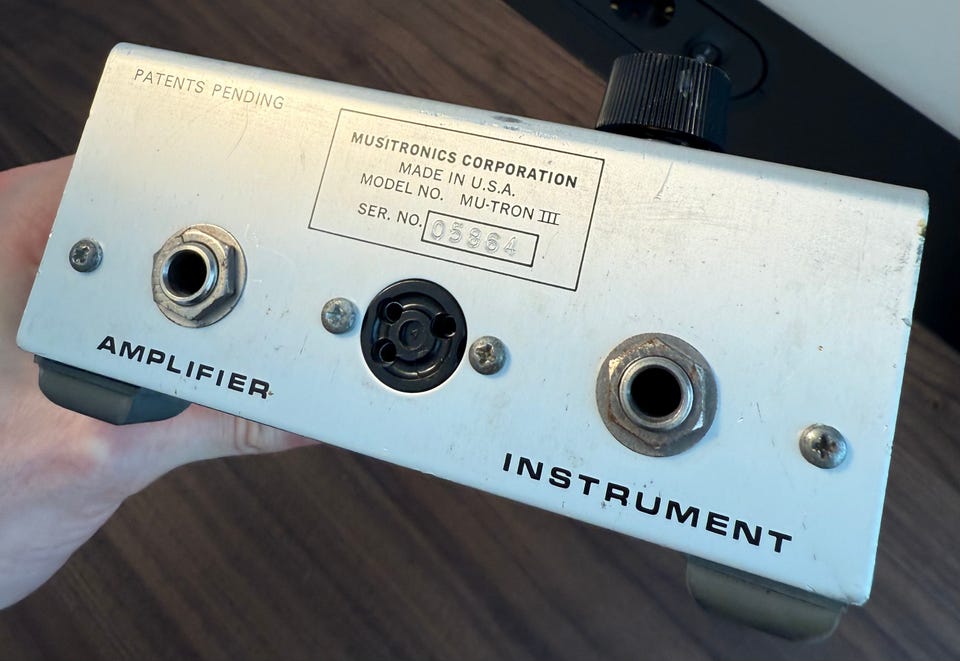 PATENTS PENDING
MUSITRONICS CORPORATION
MADE IN U.S.A.
MODEL NO. MU-TRON III
SER. NO. 05864
AMPLIFIER
INSTRUMENT